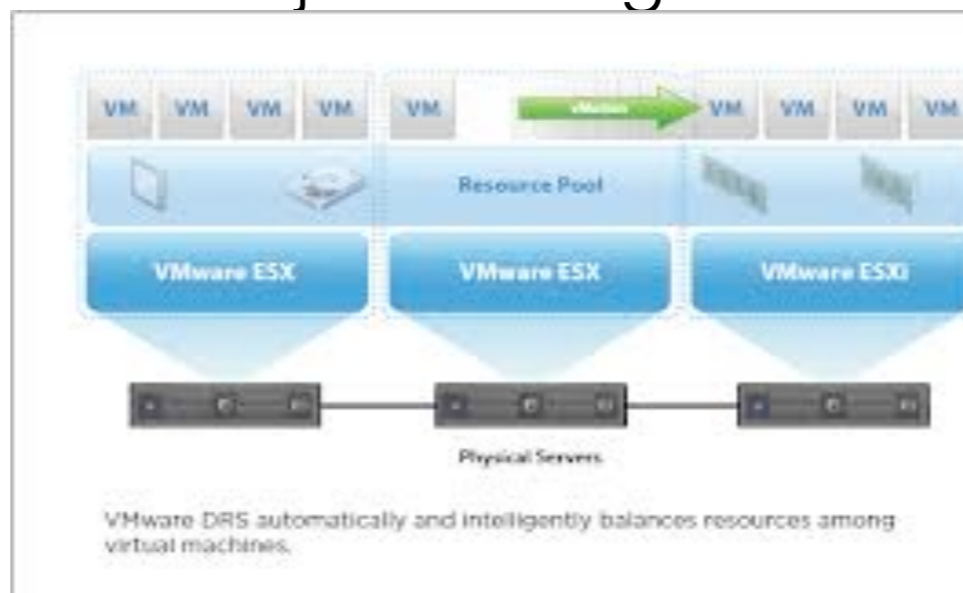 VM VM VM VM VM vMotion VM VM VM VM
Resource Pool
VMware ESX VMware ESX VMware ESXi
Physical Servers
VMware DRS automatically and intelligently balances resources among
virtual machines.